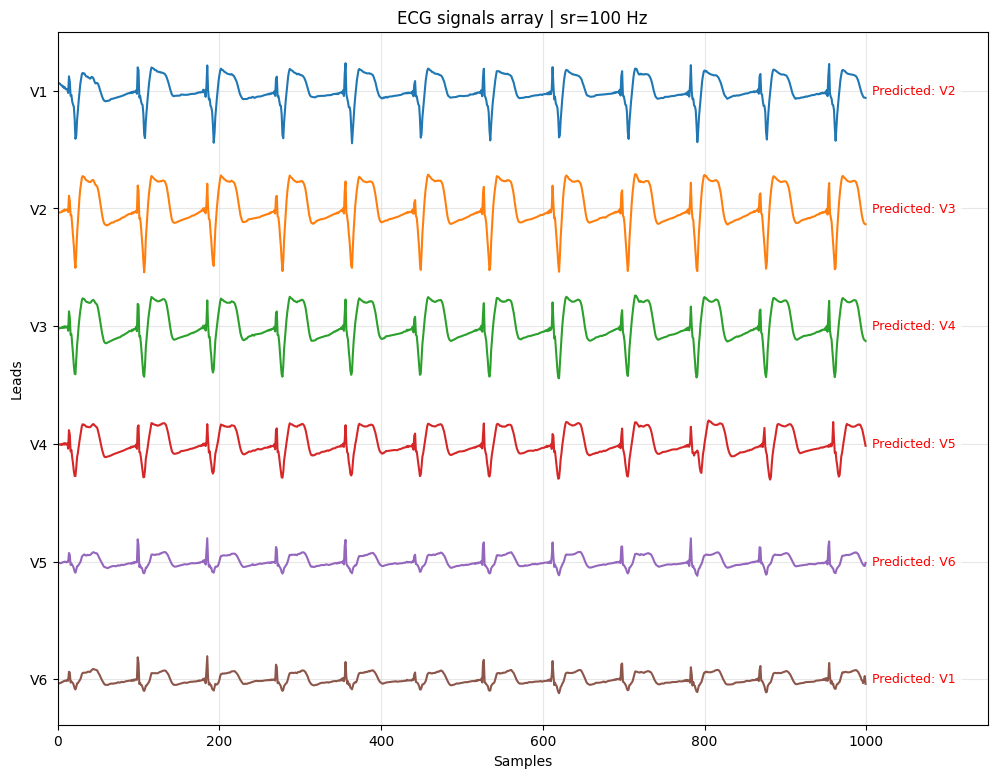 ECG signals array | sr=100 Hz
V1
Predicted: V2
V2
Predicted: V3
V3
Predicted: V4
Leads
V4
Predicted: V5
V5
Predicted: V6
V6
Predicted: V1
0
200
400
600
800
1000
Samples